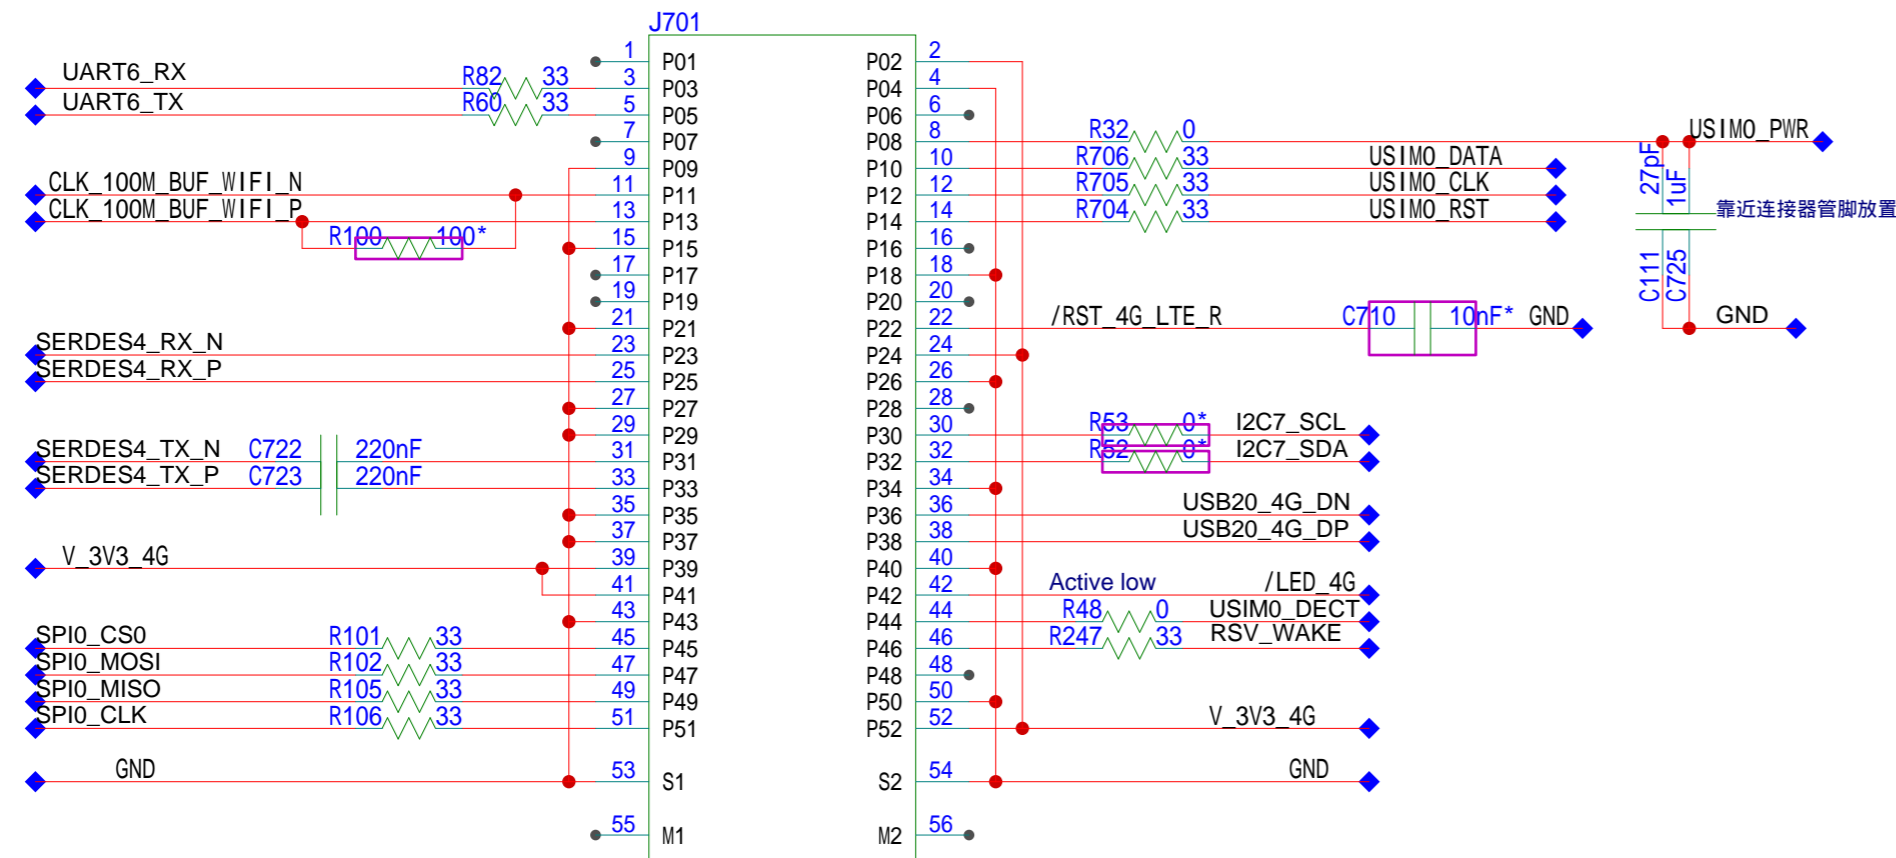 J701
1 P01 P02 2
UART6_RX R82 33 3 P03 P04 4
UART6_TX R60 33 5 P05 P06 6
7 P07 P08 8 R32 0 USIM0_PWR
9 P09 P10 10 R706 33 USIM0_DATA
CLK_100M_BUF_WIFI_N 11 P11 P12 12 R705 33 USIM0_CLK
CLK_100M_BUF_WIFI_P 13 P13 P14 14 R704 33 USIM0_RST
27pF 1uF 靠近连接器管脚放置
R100 100* 15 P15 P16 16
17 P17 P18 18
C111 C725
19 P19 P20 20
21 P21 P22 22 /RST_4G_LTE_R C710 10nF* GND GND
SERDES4_RX_N 23 P23 P24 24
SERDES4_RX_P 25 P25 P26 26
27 P27 P28 28
29 P29 P30 30 R53 0* I2C7_SCL
SERDES4_TX_N C722 220nF 31 P31 P32 32 R52 0* I2C7_SDA
SERDES4_TX_P C723 220nF 33 P33 P34 34
35 P35 P36 36 USB20_4G_DN
37 P37 P38 38 USB20_4G_DP
V_3V3_4G 39 P39 P40 40
41 P41 P42 42 Active low /LED_4G
43 P43 P44 44 R48 0 USIM0_DECT
SPI0_CS0 R101 33 45 P45 P46 46 R247 33 RSV_WAKE
SPI0_MOSI R102 33 47 P47 P48 48
SPI0_MISO R105 33 49 P49 P50 50
SPI0_CLK R106 33 51 P51 P52 52 V_3V3_4G
GND 53 S1 S2 54 GND
55 M1 M2 56